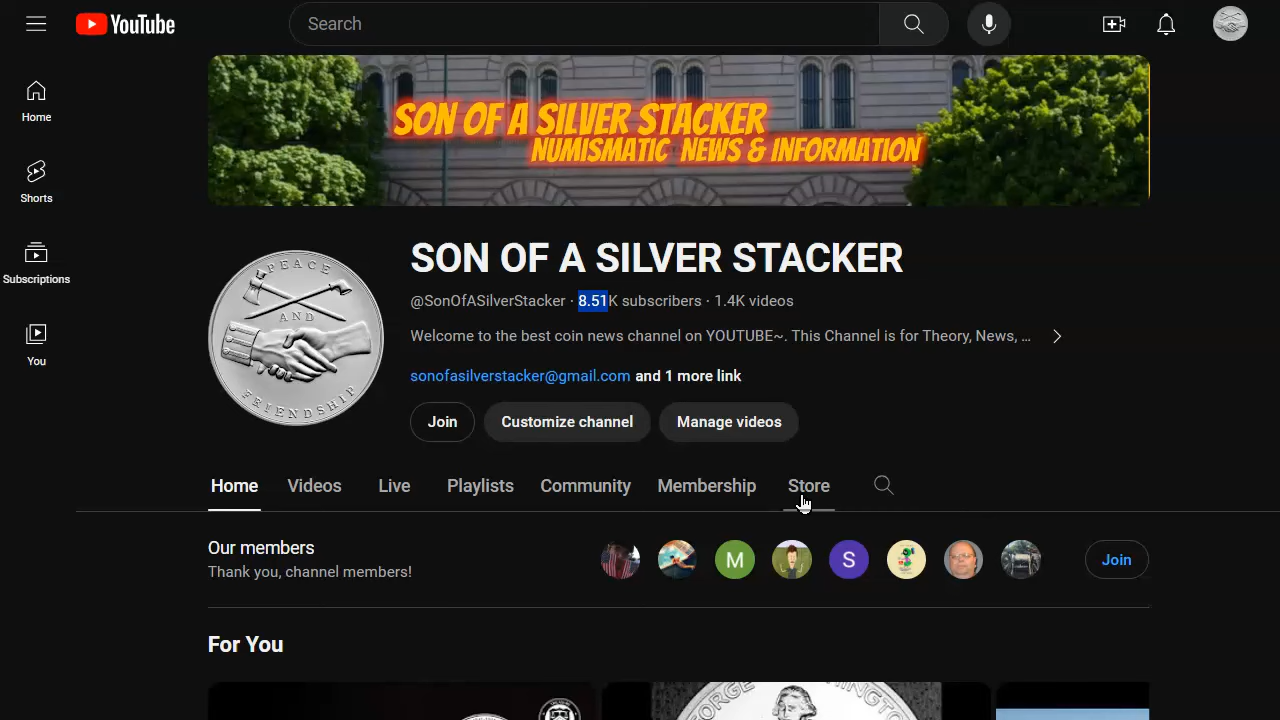 YouTube
Search
Home
Shorts
Subscriptions
You
SON OF A SILVER STACKER
NUMISMATIC NEWS & INFORMATION
PEACE
AND
FRIENDSHIP
SON OF A SILVER STACKER
@SonOfASilverStacker · 8.51K subscribers · 1.4K videos
Welcome to the best coin news channel on YOUTUBE~. This Channel is for Theory, News, ...
sonofasilverstacker@gmail.com and 1 more link
Join Customize channel Manage videos
Home Videos Live Playlists Community Membership Store
Our members
Thank you, channel members!
M
S
Join
For You
GEORGE WASHINGTON